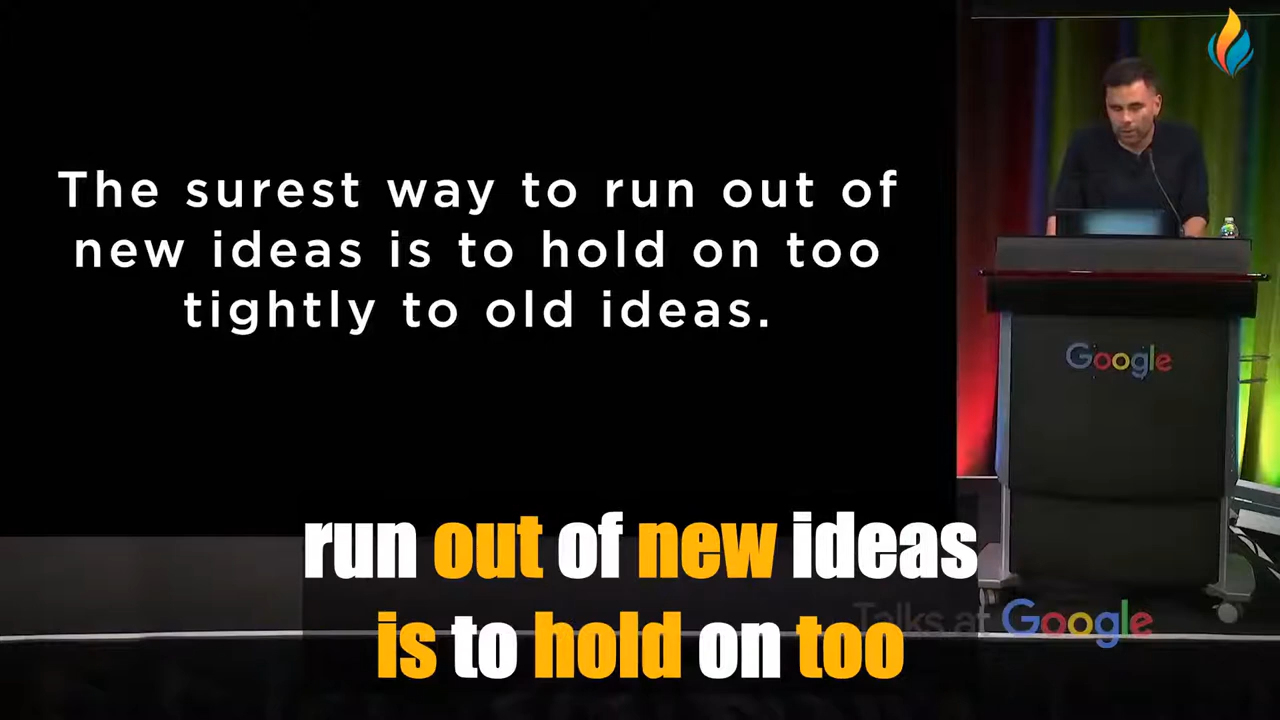 The surest way to run out of
new ideas is to hold on too
tightly to old ideas.
Google
run out of new ideas
Talks at Google
is to hold on too